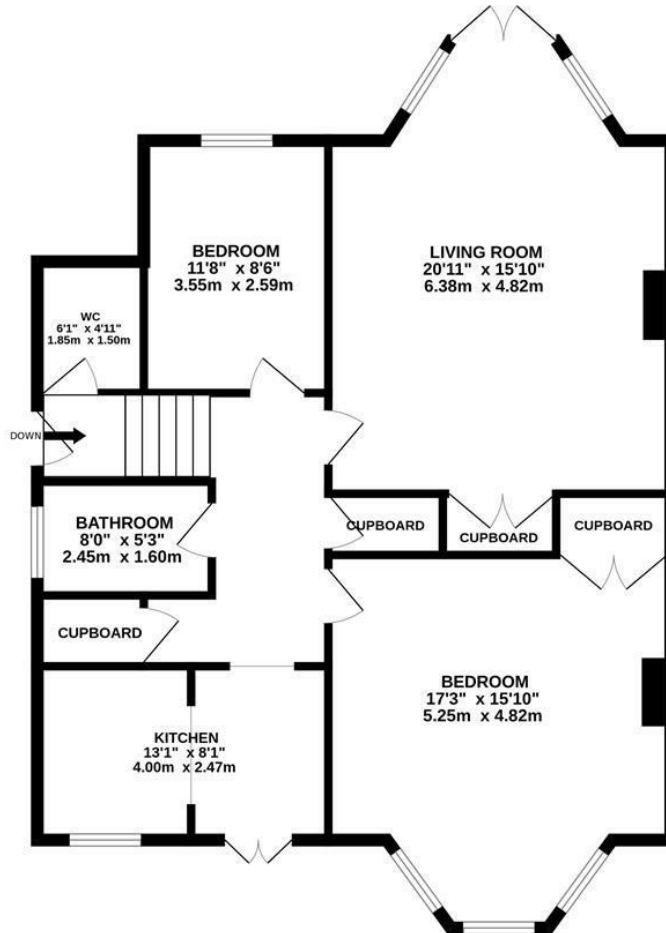 BEDROOM
11'8" x 8'6"
3.55m x 2.59m
LIVING ROOM
20'11" x 15'10"
6.38m x 4.82m
WC
6'1" x 4'11"
1.85m x 1.50m
DOWN
BATHROOM
8'0" x 5'3"
2.45m x 1.60m
CUPBOARD
CUPBOARD
CUPBOARD
CUPBOARD
BEDROOM
17'3" x 15'10"
5.25m x 4.82m
KITCHEN
13'1" x 8'1"
4.00m x 2.47m